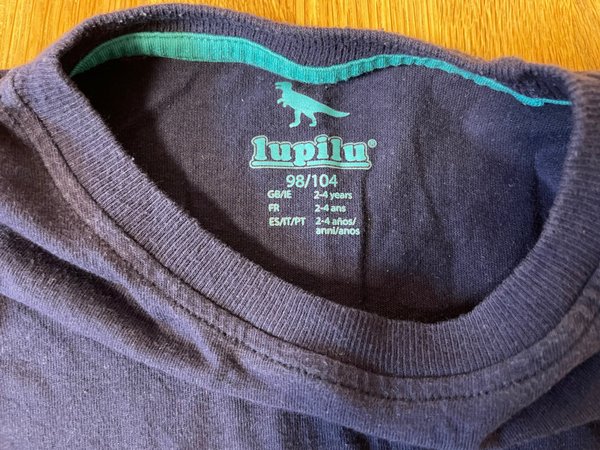 lupilu®
98/104
GB/IE 2-4 years
FR 2-4 ans
ES/IT/PT 2-4 años/
anni/anos